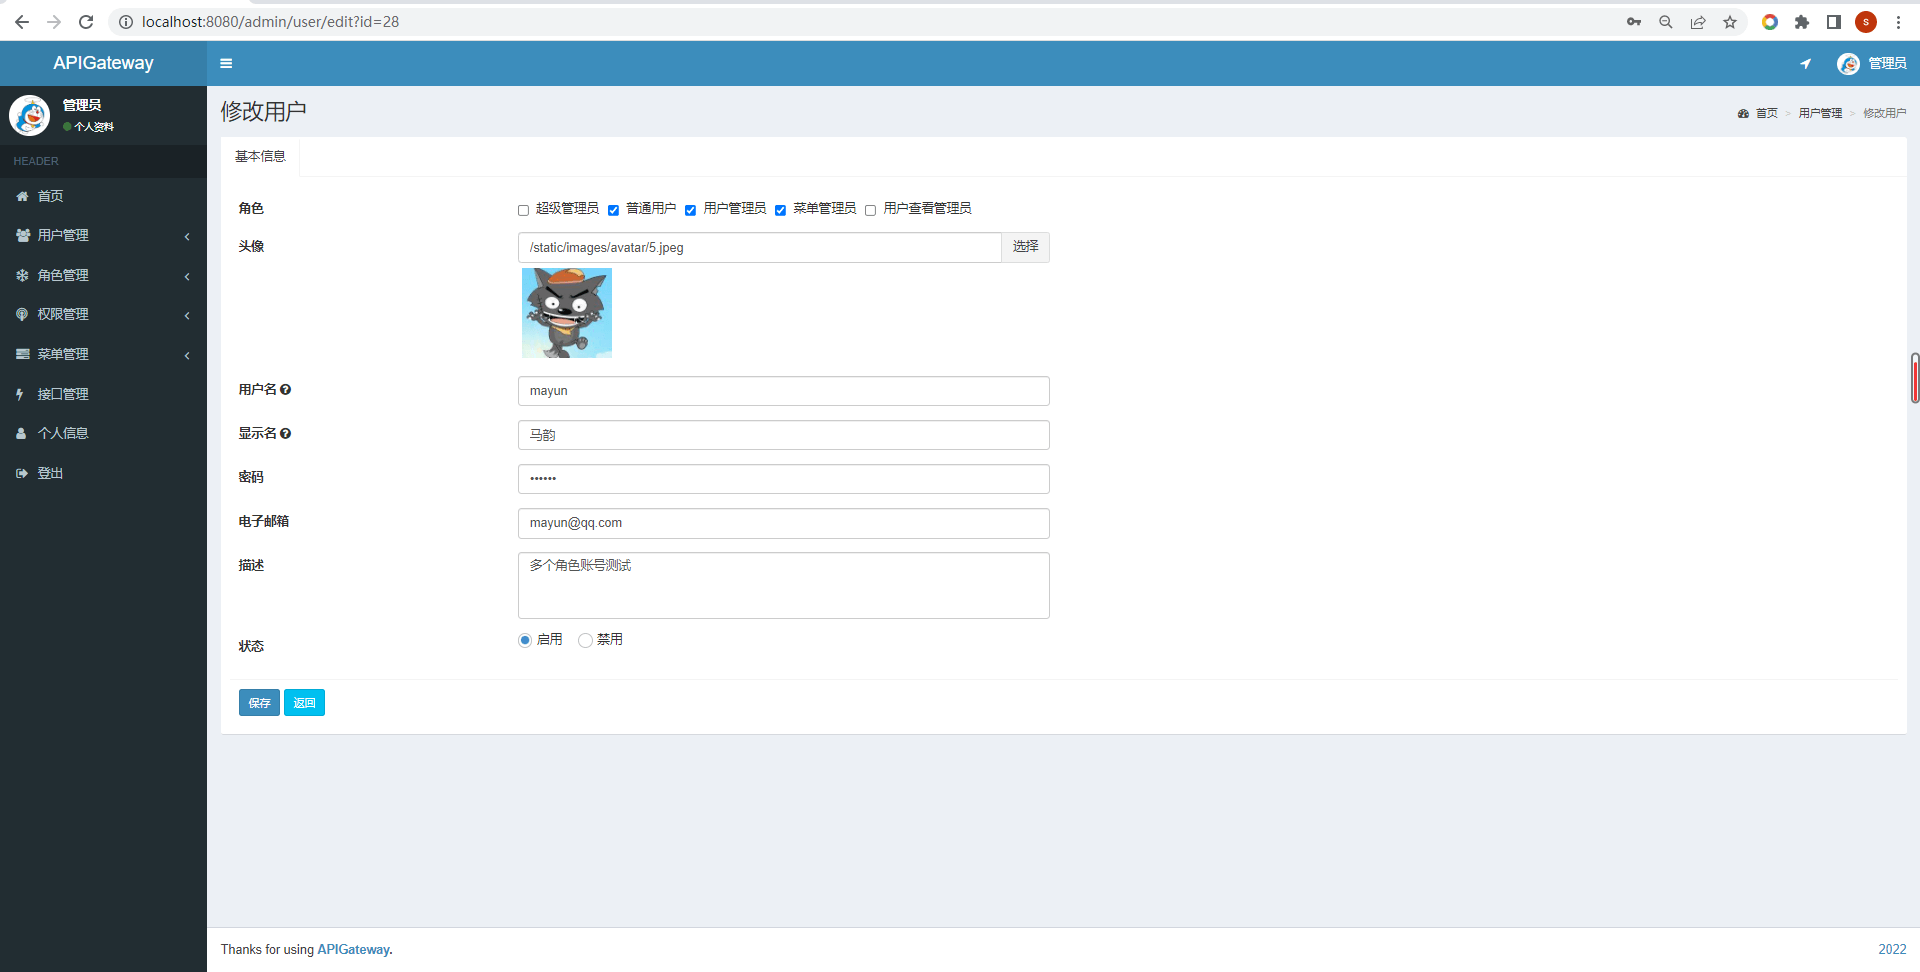 localhost:8080/admin/user/edit?id=28
S
APIGateway
管理员
管理员
个人资料
HEADER
首页
用户管理
角色管理
权限管理
菜单管理
接口管理
个人信息
登出
修改用户
首页 > 用户管理 > 修改用户
基本信息
角色 超级管理员 普通用户 用户管理员 菜单管理员 用户查看管理员
头像 /static/images/avatar/5.jpeg 选择
用户名 mayun
显示名 马韵
密码 ••••••
电子邮箱 mayun@qq.com
描述 多个角色账号测试
状态 启用 禁用
保存 返回
Thanks for using APIGateway. 2022